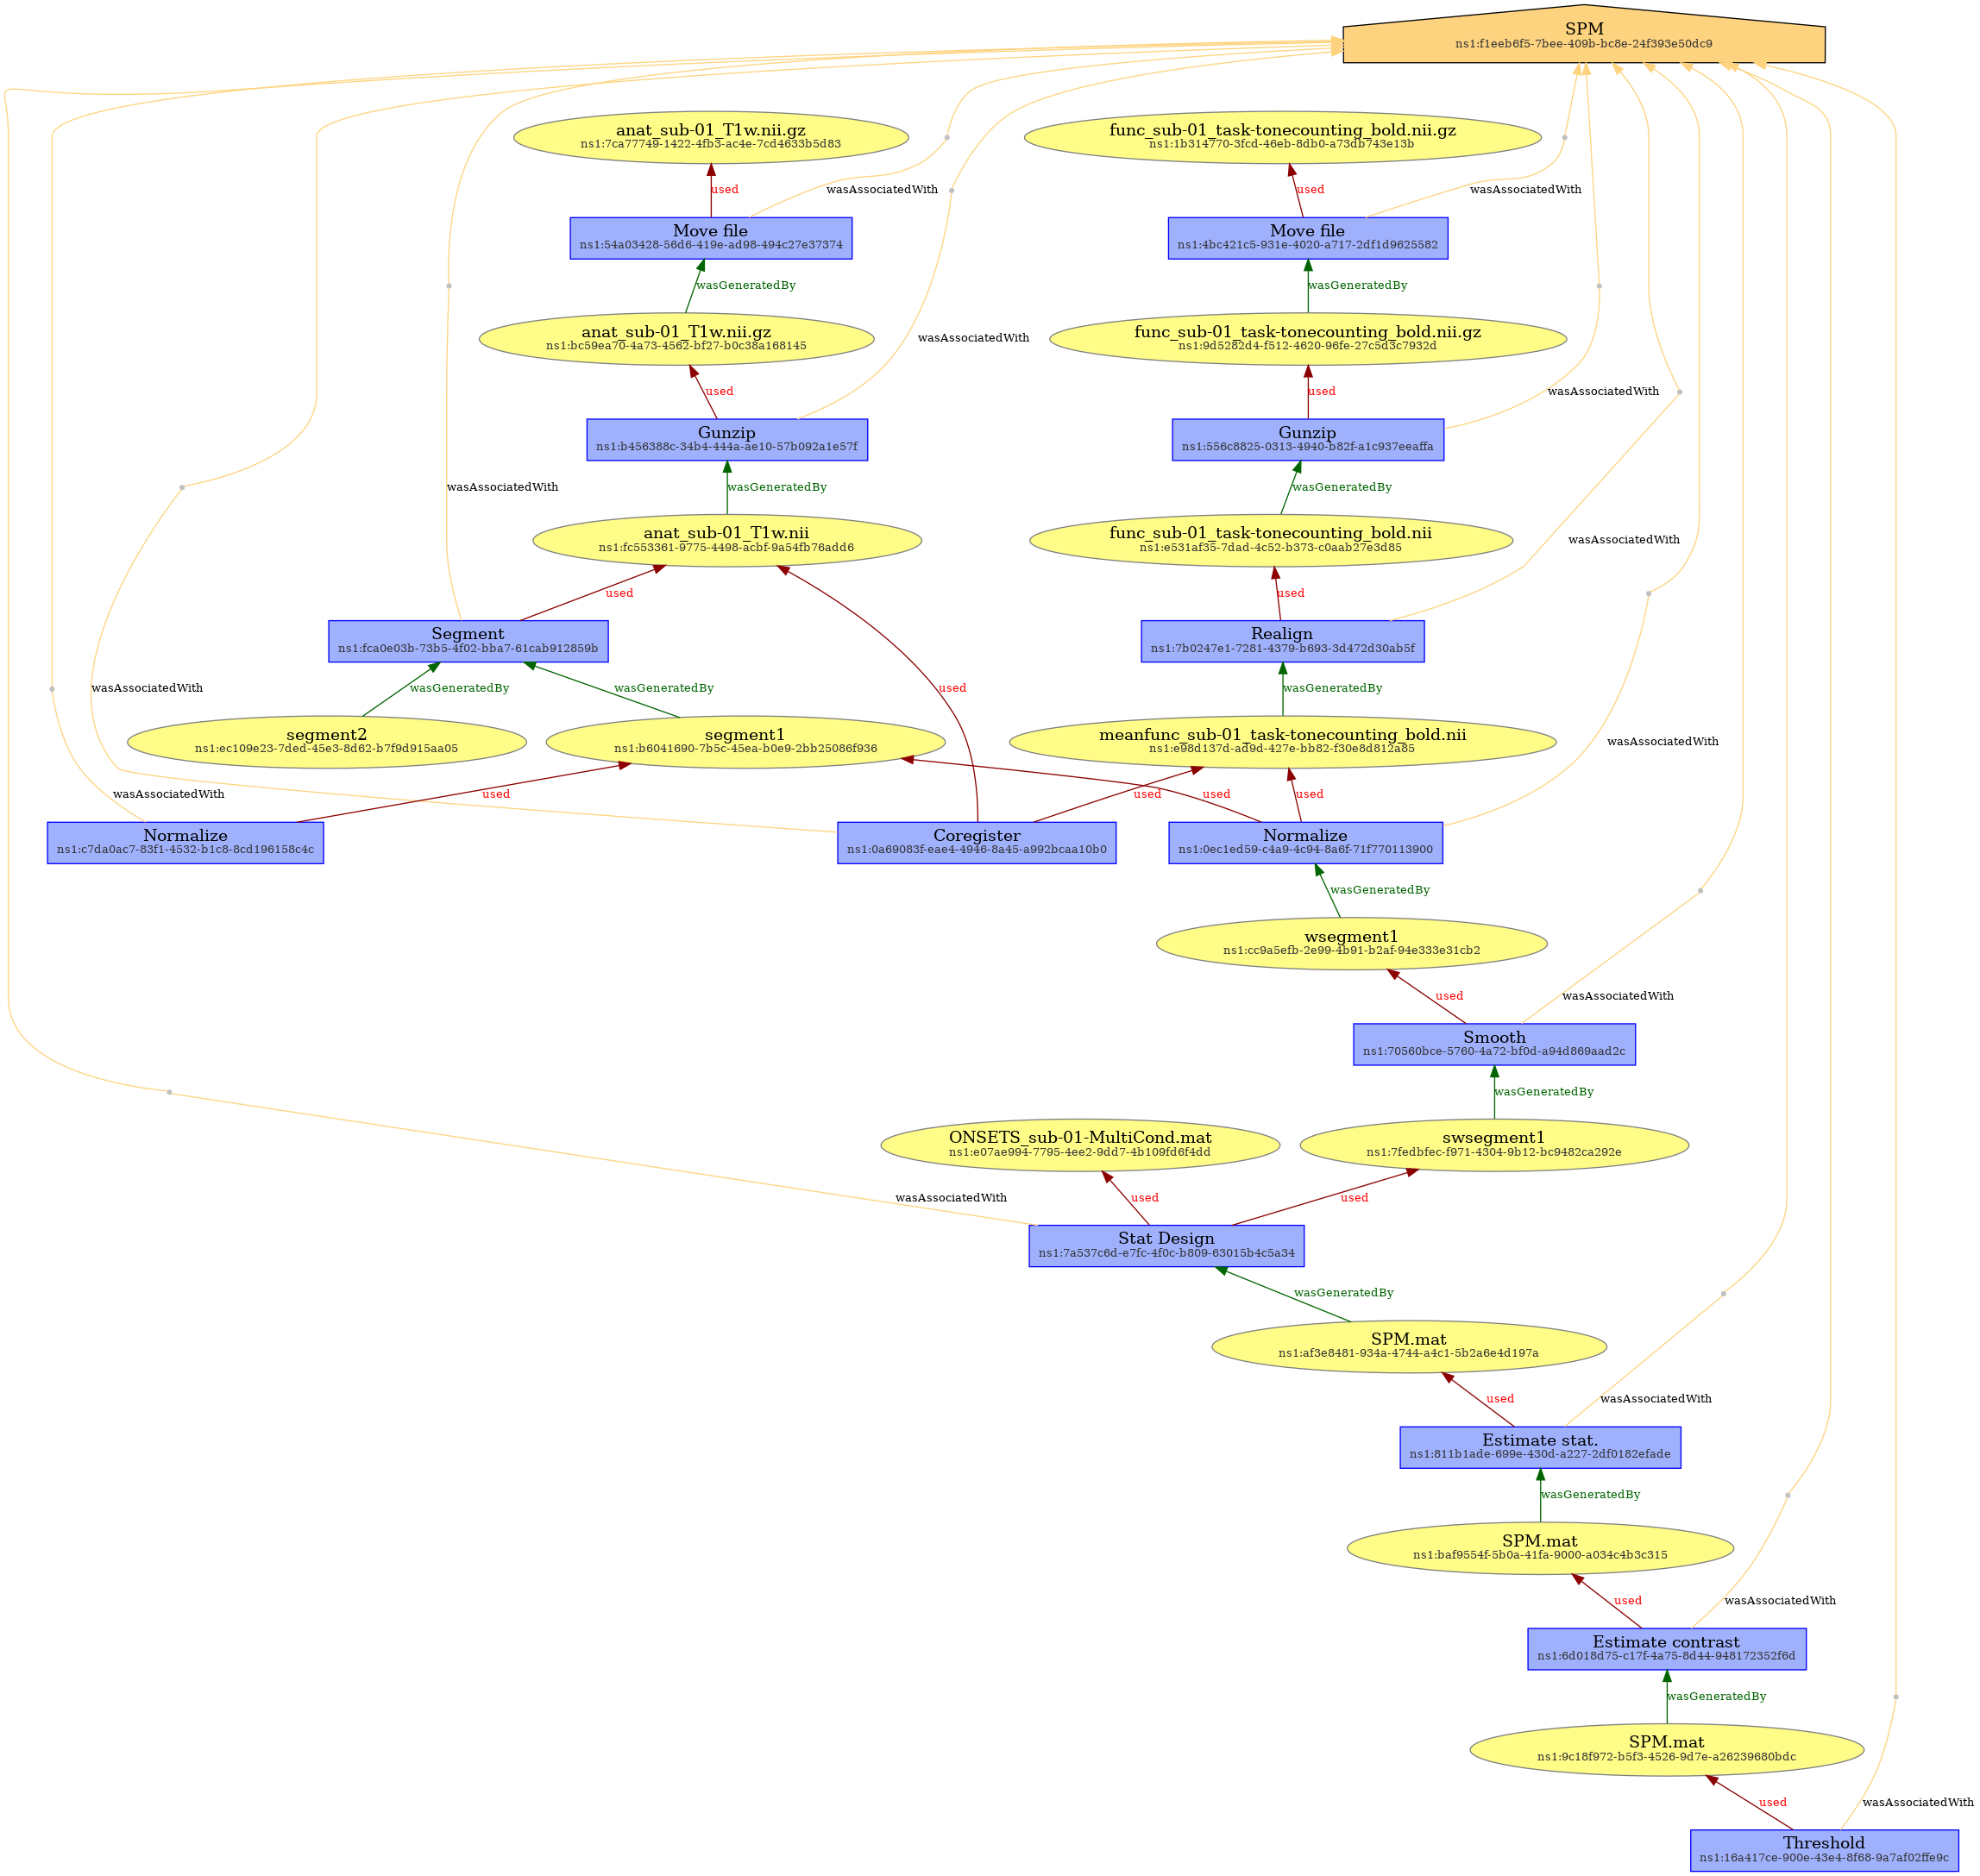 SPM
ns1:f1eeb6f5-7bee-409b-bc8e-24f393e50dc9
anat_sub-01_T1w.nii.gz
ns1:7ca77749-1422-4fb3-ac4e-7cd4633b5d83
func_sub-01_task-tonecounting_bold.nii.gz
ns1:1b314770-3fcd-46eb-8db0-a73db743e13b
used
wasAssociatedWith
used
wasAssociatedWith
Move file
ns1:54a03428-56d6-419e-ad98-494c27e37374
Move file
ns1:4bc421c5-931e-4020-a717-2df1d9625582
wasGeneratedBy
wasGeneratedBy
anat_sub-01_T1w.nii.gz
ns1:bc59ea70-4a73-4562-bf27-b0c38a168145
wasAssociatedWith
func_sub-01_task-tonecounting_bold.nii.gz
ns1:9d5282d4-f512-4620-96fe-27c5d3c7932d
used
used
wasAssociatedWith
Gunzip
ns1:b456388c-34b4-444a-ae10-57b092a1e57f
Gunzip
ns1:556c8825-0313-4940-b82f-a1c937eeaffa
wasAssociatedWith
wasGeneratedBy
wasGeneratedBy
anat_sub-01_T1w.nii
ns1:fc553361-9775-4498-acbf-9a54fb76add6
func_sub-01_task-tonecounting_bold.nii
ns1:e531af35-7dad-4c52-b373-c0aab27e3d85
wasAssociatedWith
used
used
Segment
ns1:fca0e03b-73b5-4f02-bba7-61cab912859b
Realign
ns1:7b0247e1-7281-4379-b693-3d472d30ab5f
wasAssociatedWith
wasGeneratedBy
wasGeneratedBy
used
wasGeneratedBy
segment2
ns1:ec109e23-7ded-45e3-8d62-b7f9d915aa05
segment1
ns1:b6041690-7b5c-45ea-b0e9-2bb25086f936
meanfunc_sub-01_task-tonecounting_bold.nii
ns1:e98d137d-ad9d-427e-bb82-f30e8d812a85
wasAssociatedWith
wasAssociatedWith
used
used
used
used
Normalize
ns1:c7da0ac7-83f1-4532-b1c8-8cd196158c4c
Coregister
ns1:0a69083f-eae4-4946-8a45-a992bcaa10b0
Normalize
ns1:0ec1ed59-c4a9-4c94-8a6f-71f770113900
wasGeneratedBy
wsegment1
ns1:cc9a5efb-2e99-4b91-b2af-94e333e31cb2
used
wasAssociatedWith
Smooth
ns1:70560bce-5760-4a72-bf0d-a94d869aad2c
wasGeneratedBy
ONSETS_sub-01-MultiCond.mat
ns1:e07ae994-7795-4ee2-9dd7-4b109fd6f4dd
swsegment1
ns1:7fedbfec-f971-4304-9b12-bc9482ca292e
wasAssociatedWith
used
used
Stat Design
ns1:7a537c6d-e7fc-4f0c-b809-63015b4c5a34
wasGeneratedBy
SPM.mat
ns1:af3e8481-934a-4744-a4c1-5b2a6e4d197a
used
wasAssociatedWith
Estimate stat.
ns1:811b1ade-699e-430d-a227-2df0182efade
wasGeneratedBy
SPM.mat
ns1:baf9554f-5b0a-41fa-9000-a034c4b3c315
used
wasAssociatedWith
Estimate contrast
ns1:6d018d75-c17f-4a75-8d44-948172352f6d
wasGeneratedBy
SPM.mat
ns1:9c18f972-b5f3-4526-9d7e-a26239680bdc
used
wasAssociatedWith
Threshold
ns1:16a417ce-900e-43e4-8f68-9a7af02ffe9c